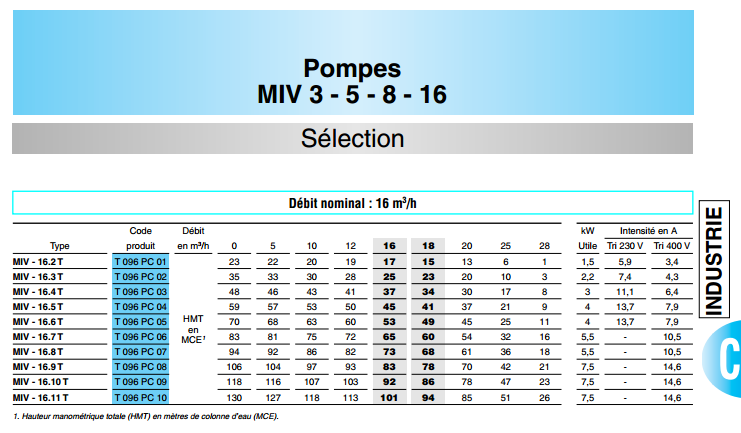 Pompes
MIV 3 - 5 - 8 - 16
Sélection
Débit nominal : 16 m³/h
Code Débit kW Intensité en A
Type produit en m³/h 0 5 10 12 16 18 20 25 28 Utile Tri 230 V Tri 400 V
MIV - 16.2 T T 096 PC 01 23 22 20 19 17 15 13 6 1 1,5 5,9 3,4
MIV - 16.3 T T 096 PC 02 35 33 30 28 25 23 20 10 3 2,2 7,4 4,3
MIV - 16.4 T T 096 PC 03 48 46 43 41 37 34 30 17 8 3 11,1 6,4
MIV - 16.5 T T 096 PC 04 59 57 53 50 45 41 37 21 9 4 13,7 7,9
MIV - 16.6 T T 096 PC 05 HMT en MCE¹ 70 68 63 60 53 49 45 25 11 4 13,7 7,9
MIV - 16.7 T T 096 PC 06 83 81 75 72 65 60 54 32 16 5,5 - 10,5
MIV - 16.8 T T 096 PC 07 94 92 86 82 73 68 61 36 18 5,5 - 10,5
MIV - 16.9 T T 096 PC 08 106 104 97 93 83 78 70 42 21 7,5 - 14,6
MIV - 16.10 T T 096 PC 09 118 116 107 103 92 86 78 47 23 7,5 - 14,6
MIV - 16.11 T T 096 PC 10 130 127 118 113 101 94 85 51 26 7,5 - 14,6
1. Hauteur manométrique totale (HMT) en mètres de colonne d'eau (MCE).
INDUSTRIE
C